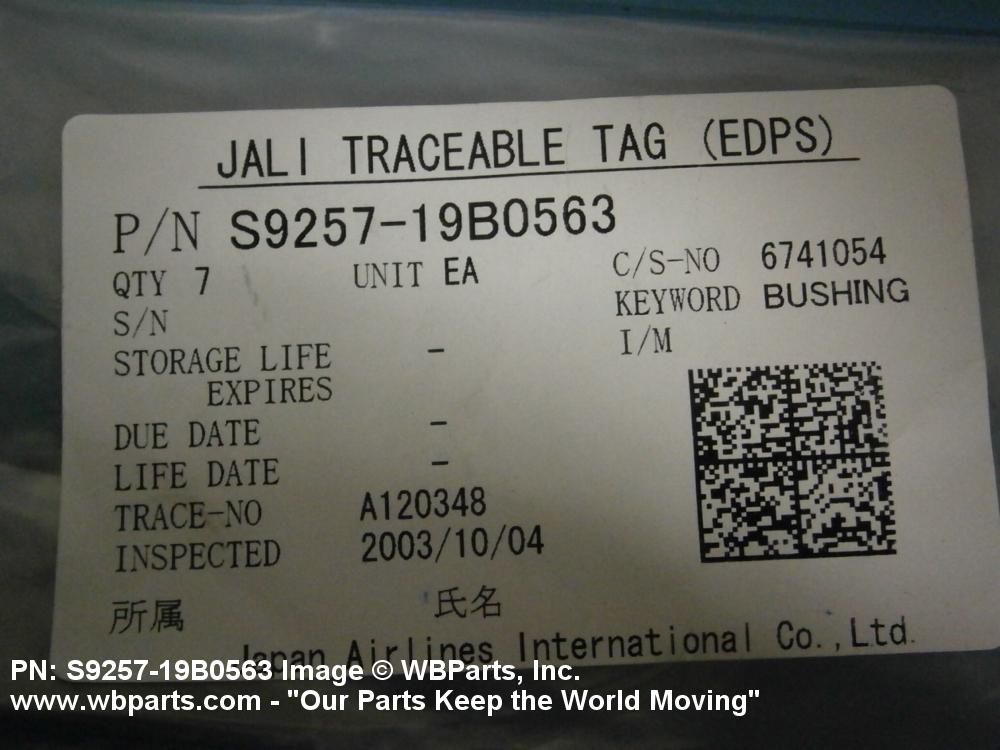 JALI TRACEABLE TAG (EDPS)
P/N S9257-19B0563
QTY 7 UNIT EA C/S-NO 6741054
S/N KEYWORD BUSHING
I/M
STORAGE LIFE -
EXPIRES
DUE DATE -
LIFE DATE -
TRACE-NO A120348
INSPECTED 2003/10/04
所属 氏名
Japan Airlines International Co.,Ltd.
PN: S9257-19B0563 Image © WBParts, Inc.
www.wbparts.com - "Our Parts Keep the World Moving"